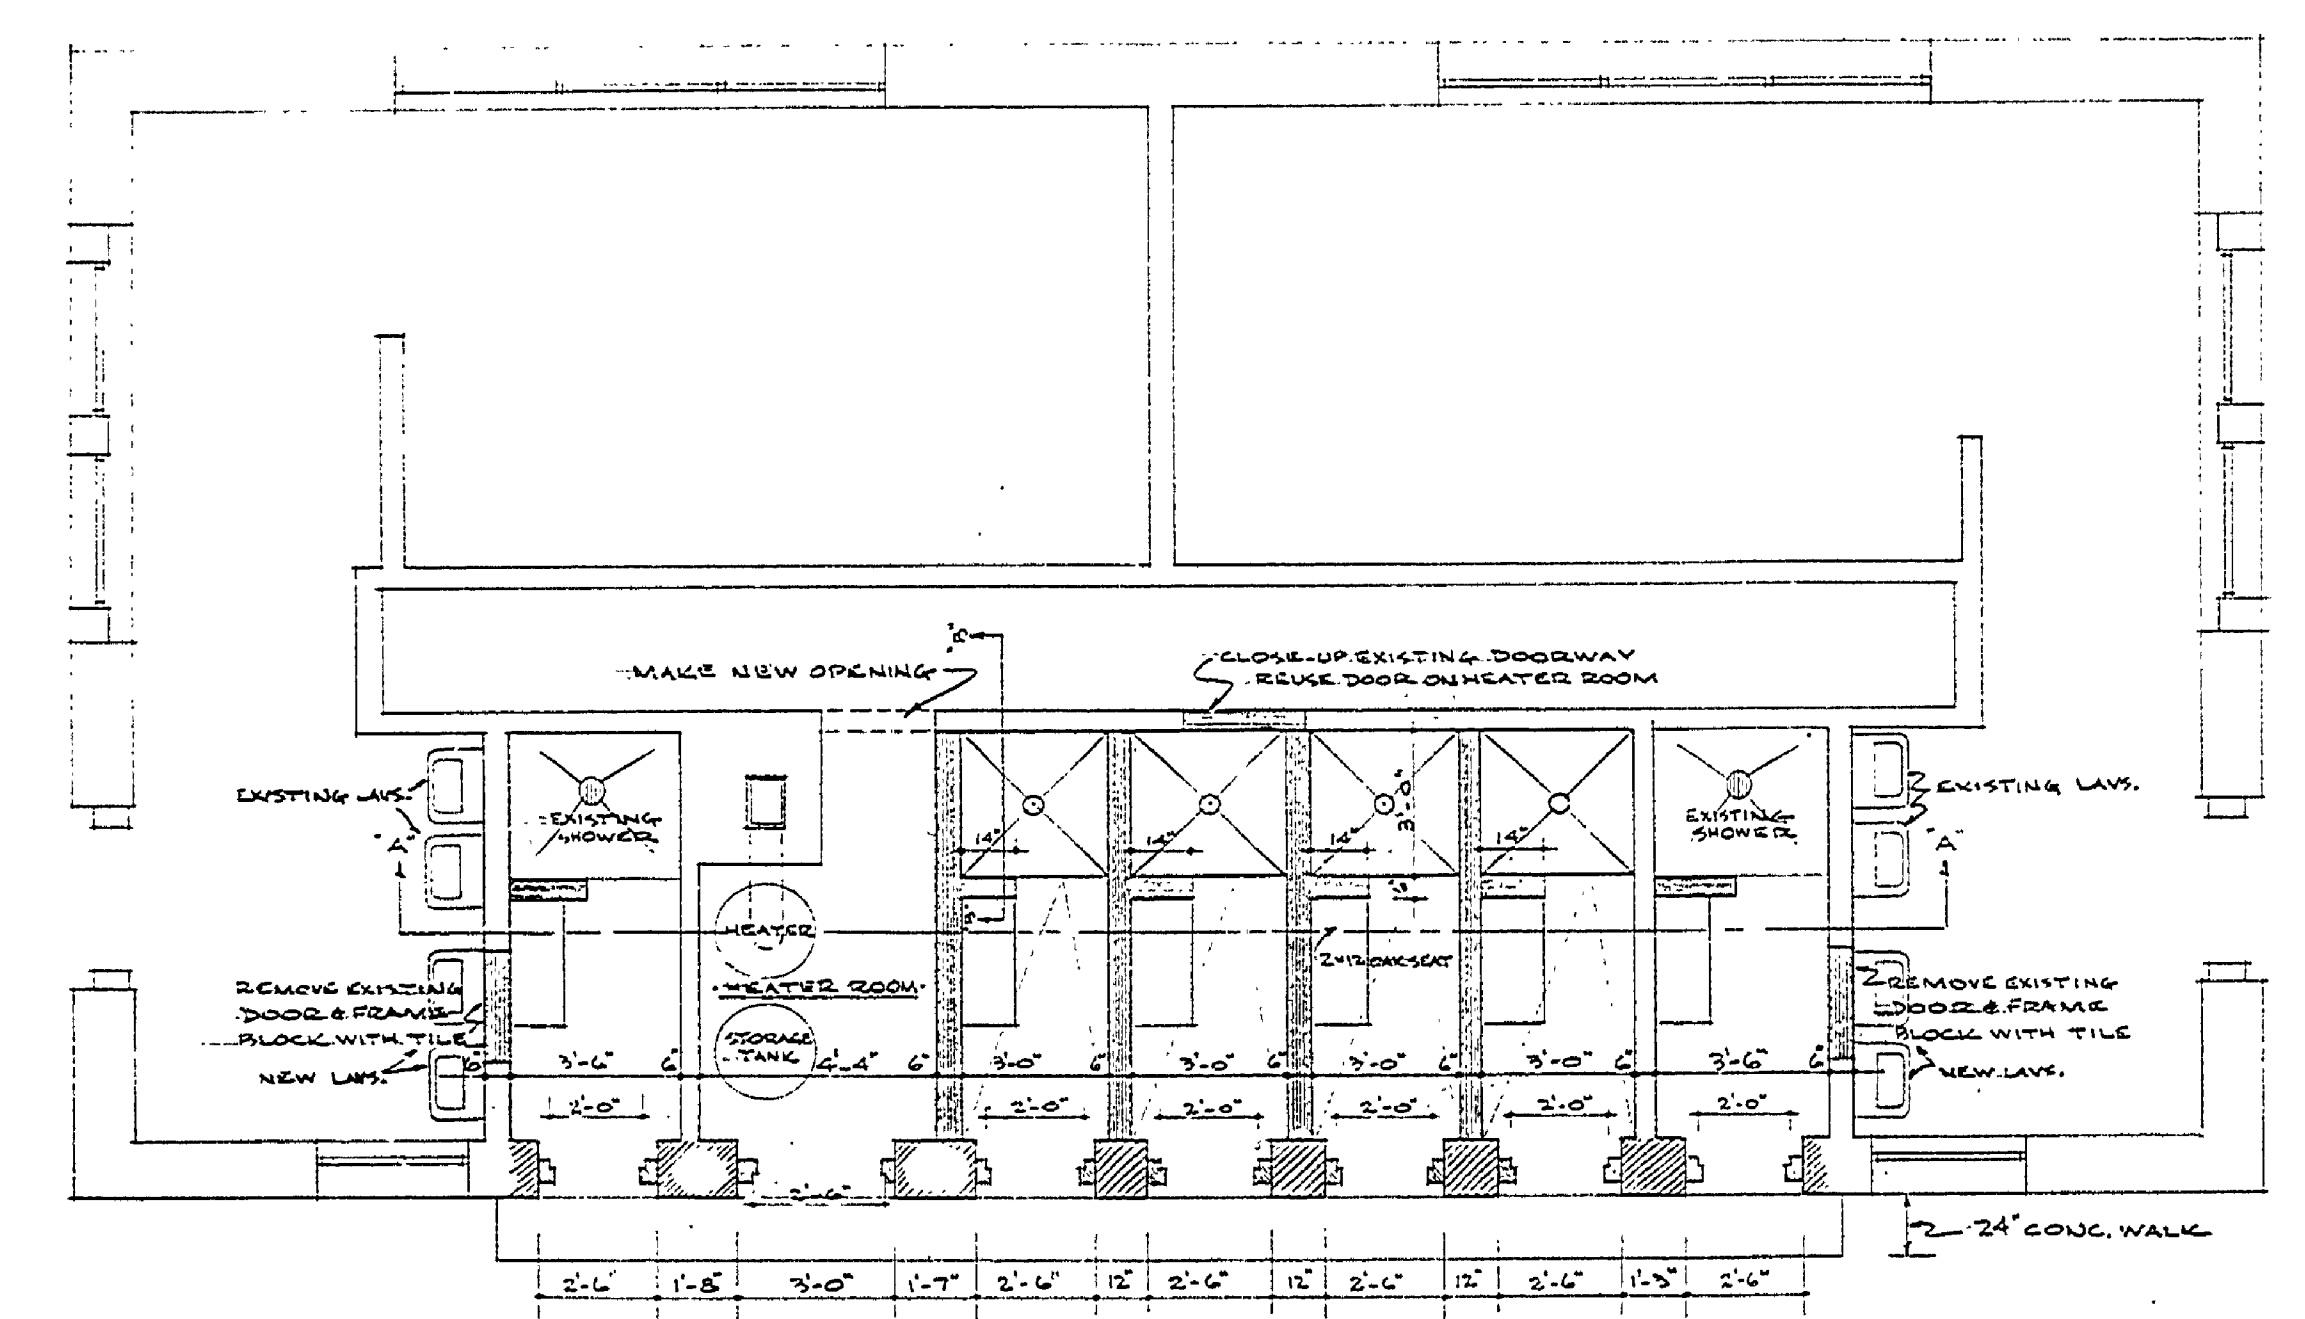 "B"
MAKE NEW OPENING
CLOSE-UP EXISTING DOORWAY
REUSE DOOR ON HEATER ROOM
EXISTING LAVS.
EXISTING
SHOWER
3'-0"
EXISTING
SHOWER
EXISTING LAVS.
"A"
14"
14"
14"
14"
"A"
"B"
HEATER
2x12 OAK SEAT
REMOVE EXISTING
DOOR & FRAME
BLOCK WITH TILE
HEATER ROOM
REMOVE EXISTING
DOOR & FRAME
BLOCK WITH TILE
STORAGE
TANK
NEW LAVS.
6" 3'-6" 6" 4'-4" 6" 3'-0" 6" 3'-0" 6" 3'-0" 6" 3'-0" 6" 3'-6" 6"
NEW LAVS.
2'-0" 2'-0" 2'-0" 2'-0" 2'-0" 2'-0"
2'-6"
24" CONC. WALK
2'-6" 1'-8" 3'-0" 1'-7" 2'-6" 12" 2'-6" 12" 2'-6" 12" 2'-6" 1'-3" 2'-6"